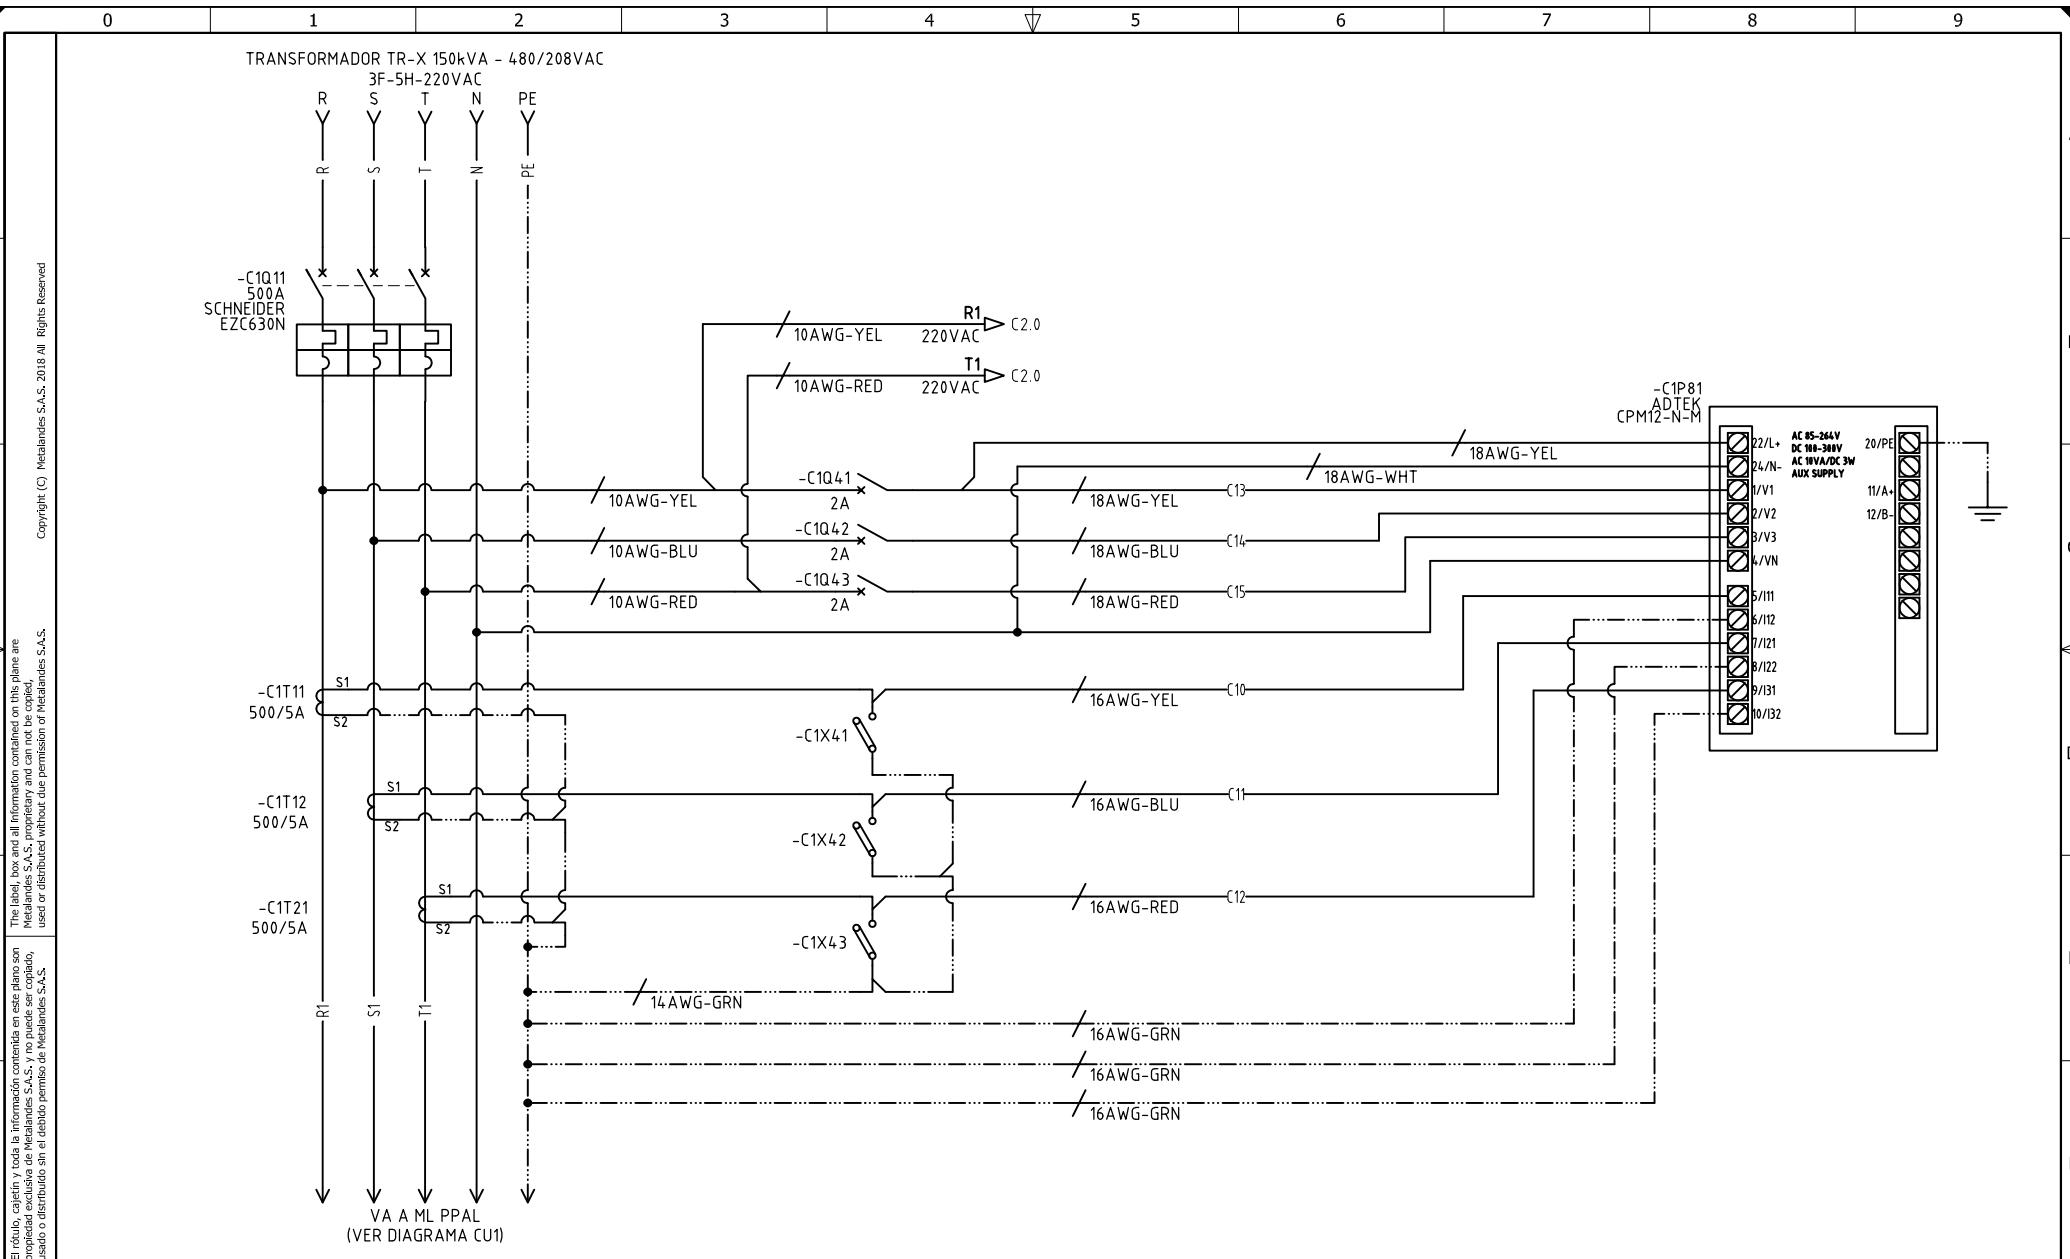 0 1 2 3 4 5 6 7 8 9
TRANSFORMADOR TR-X 150kVA - 480/208VAC
3F-5H-220VAC
R S T N PE
R S T N PE
-C1Q11
500A
SCHNEIDER
EZC630N
R1
10AWG-YEL 220VAC C2.0
T1
10AWG-RED 220VAC C2.0
-C1P81
ADTEK
CPM12-N-M
22/L+
24/N-
1/V1
2/V2
3/V3
4/VN
5/I11
6/I12
7/I21
8/I22
9/I31
10/I32
AC 85-264V
DC 100-300V
AC 10VA/DC 3W
AUX SUPPLY
20/PE
11/A+
12/B-
18AWG-YEL
18AWG-WHT
10AWG-YEL -C1Q41 2A 18AWG-YEL C13
10AWG-BLU -C1Q42 2A 18AWG-BLU C14
10AWG-RED -C1Q43 2A 18AWG-RED C15
-C1T11
500/5A
S1
S2
-C1X41
16AWG-YEL C10
-C1T12
500/5A
S1
S2
-C1X42
16AWG-BLU C11
-C1T21
500/5A
S1
S2
-C1X43
16AWG-RED C12
14AWG-GRN
16AWG-GRN
16AWG-GRN
16AWG-GRN
R1 S1 T1
VA A ML PPAL
(VER DIAGRAMA CU1)
Copyright (C) Metalandes S.A.S. 2018 All Rights Reserved
The label, box and all information contained on this plane are
Metalandes S.A.S. proprietary and can not be copied,
used or distributed without due permission of Metalandes S.A.S.
El rótulo, cajetín y toda la información contenida en este plano son
propiedad exclusiva de Metalandes S.A.S. y no puede ser copiado,
usado o distribuido sin el debido permiso de Metalandes S.A.S.